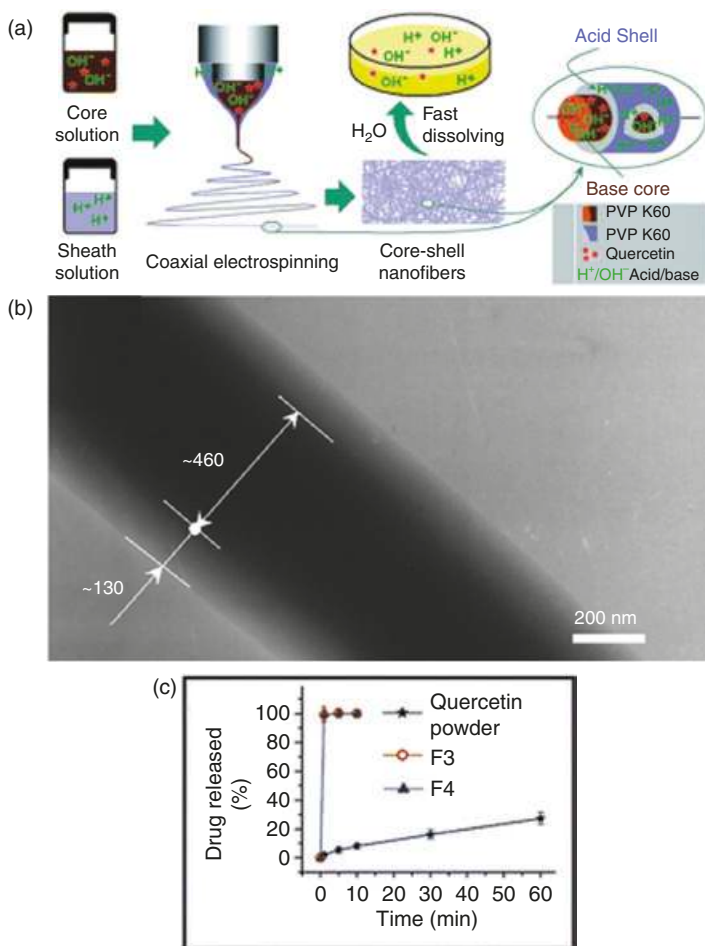 (a)
OH⁻
OH⁻
Core
solution
H⁺
H⁺
H⁺
Sheath
solution
H⁺
H⁺
OH⁻
OH⁻
OH⁻
Coaxial electrospinning
H⁺ OH⁻
OH⁻ H⁺
OH⁻ H⁺
H₂O
Fast
dissolving
Core-shell
nanofibers
Acid Shell
Base core
PVP K60
PVP K60
Quercetin
H⁺/OH⁻ Acid/base
(b)
~460
~130
200 nm
(c)
Drug released
(%)
100
80
60
40
20
0
Quercetin
powder
F3
F4
0 10 20 30 40 50 60
Time (min)